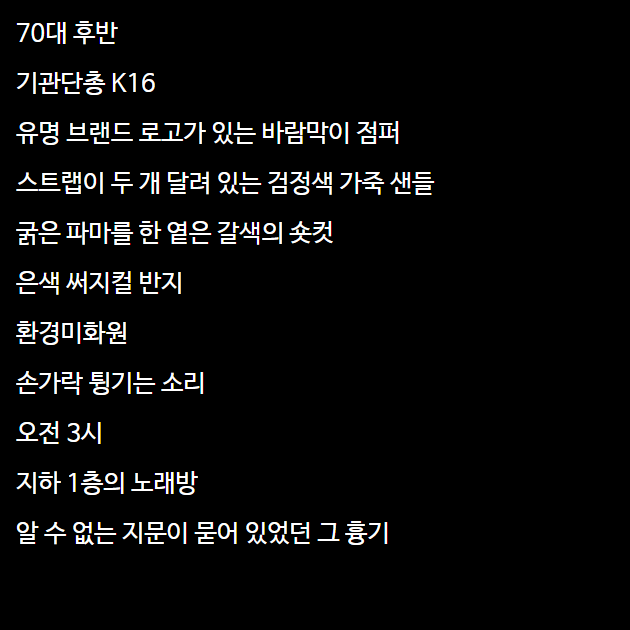 70대 후반
기관단총 K16
유명 브랜드 로고가 있는 바람막이 점퍼
스트랩이 두 개 달려 있는 검정색 가죽 샌들
굵은 파마를 한 옅은 갈색의 숏컷
은색 써지컬 반지
환경미화원
손가락 튕기는 소리
오전 3시
지하 1층의 노래방
알 수 없는 지문이 묻어 있었던 그 흉기